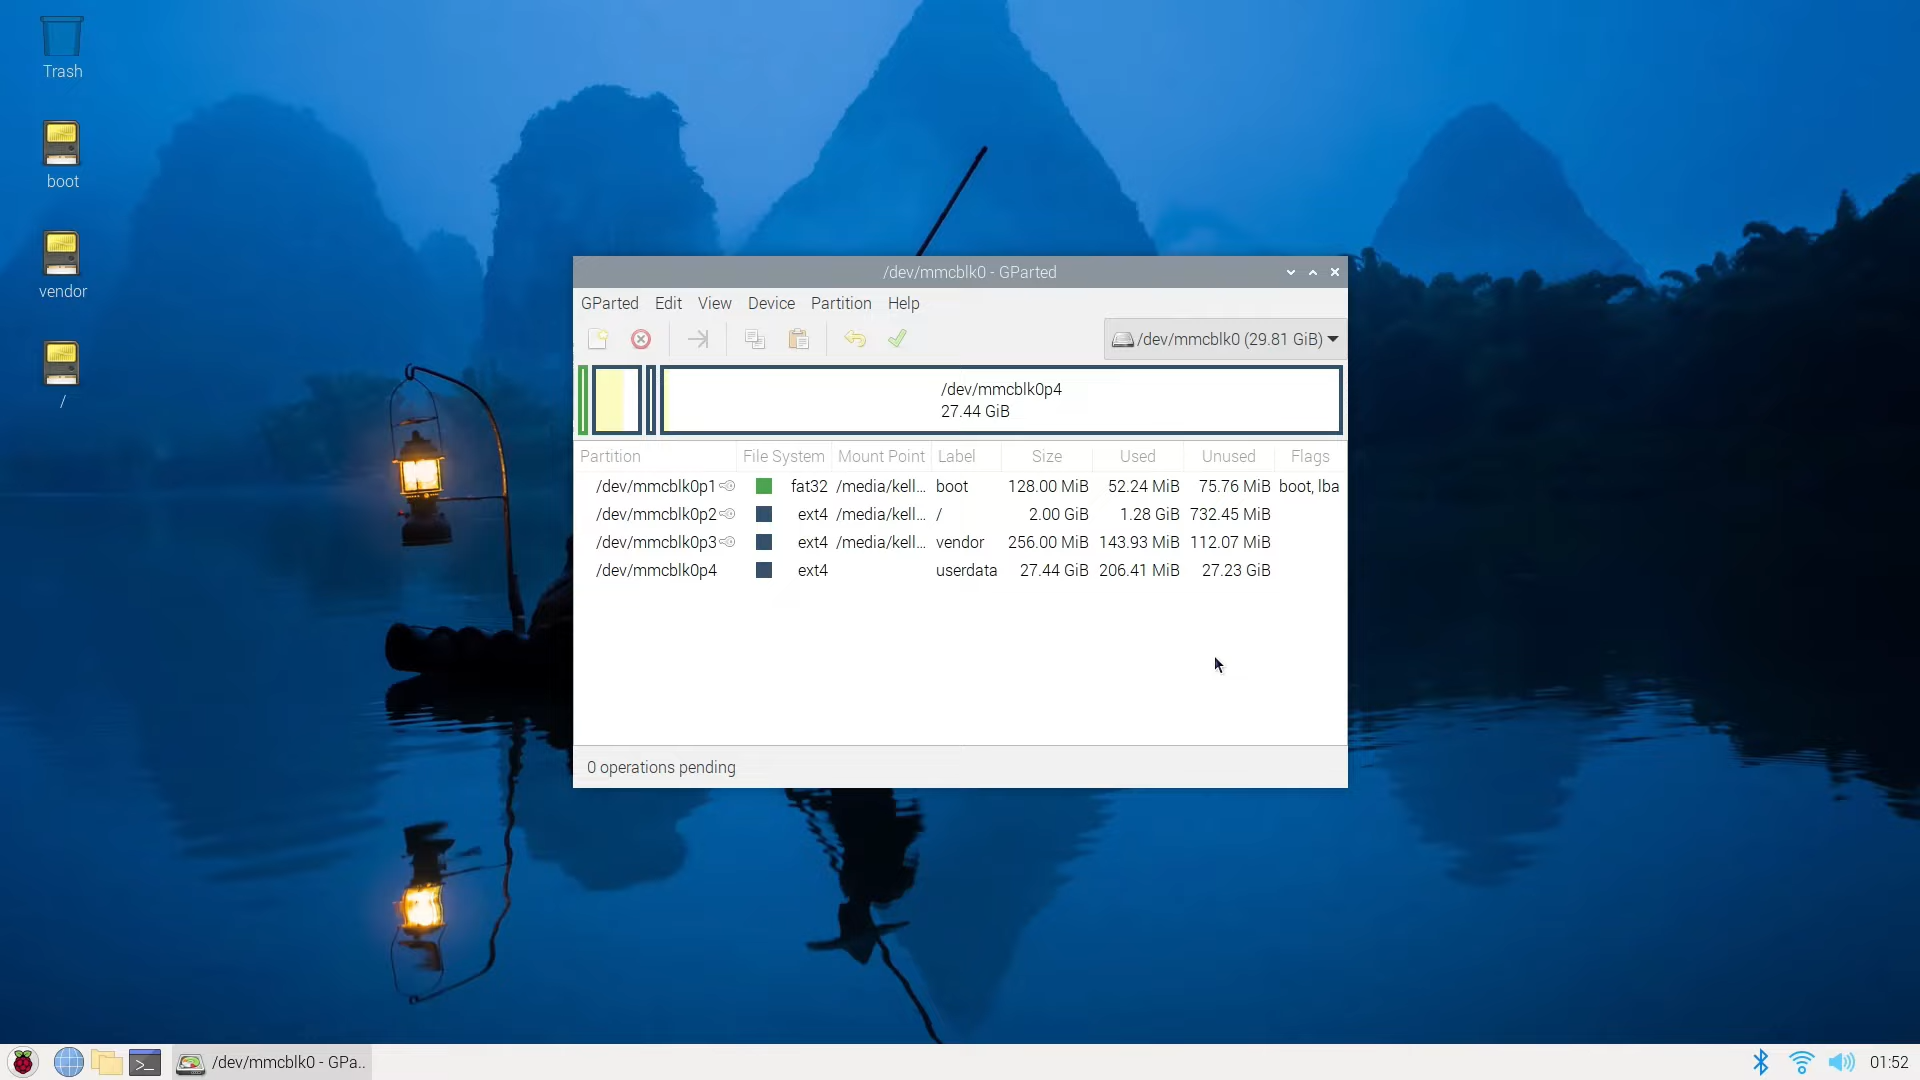 Trash
boot
vendor
/
/dev/mmcblk0 - GParted
GParted Edit View Device Partition Help
/dev/mmcblk0 (29.81 GiB)
/dev/mmcblk0p4
27.44 GiB
Partition File System Mount Point Label Size Used Unused Flags
/dev/mmcblk0p1 fat32 /media/kell... boot 128.00 MiB 52.24 MiB 75.76 MiB boot, lba
/dev/mmcblk0p2 ext4 /media/kell... / 2.00 GiB 1.28 GiB 732.45 MiB
/dev/mmcblk0p3 ext4 /media/kell... vendor 256.00 MiB 143.93 MiB 112.07 MiB
/dev/mmcblk0p4 ext4 userdata 27.44 GiB 206.41 MiB 27.23 GiB
0 operations pending
/dev/mmcblk0 - GPa..
01:52